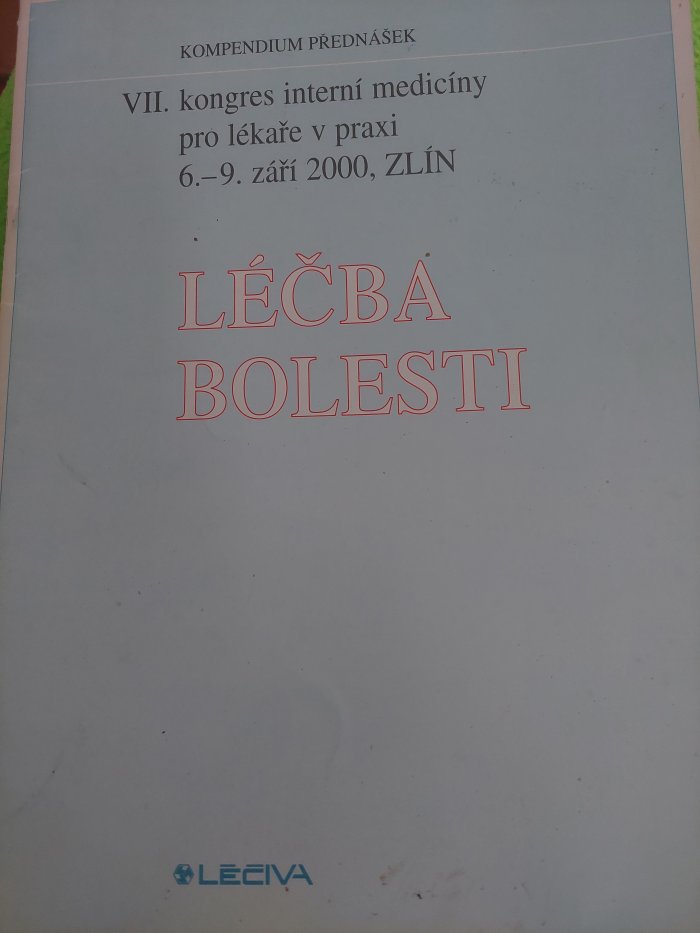 KOMPENDIUM PŘEDNÁŠEK
VII. kongres interní medicíny
pro lékaře v praxi
6.–9. září 2000, ZLÍN
LÉČBA
BOLESTI
LÉČIVA